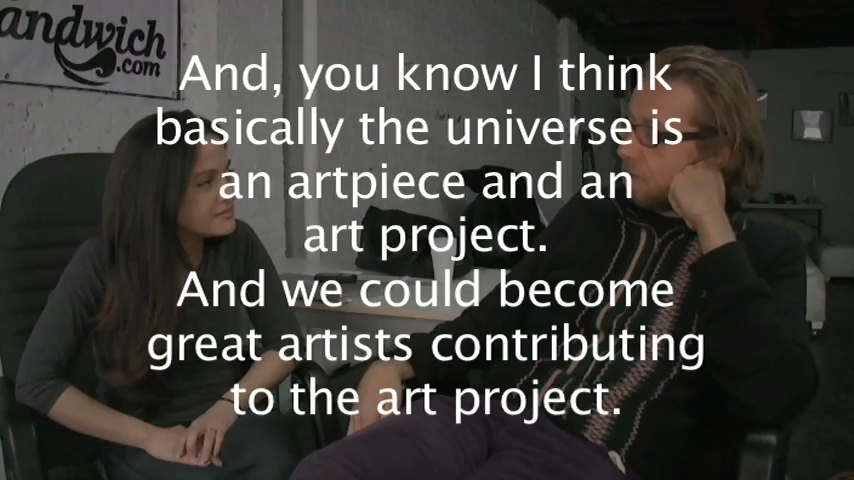 andwich
.com
And, you know I think
basically the universe is
an artpiece and an
art project.
And we could become
great artists contributing
to the art project.